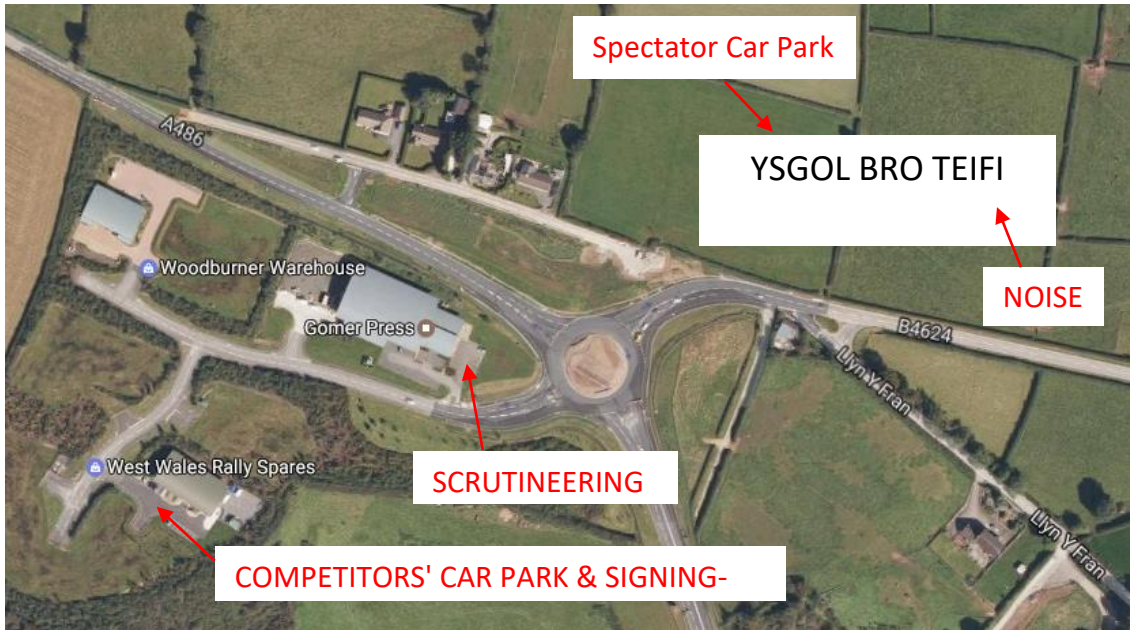 Spectator Car Park
YSGOL BRO TEIFI
NOISE
A486
Woodburner Warehouse
Gomer Press
B4624
Llyn Y Fran
West Wales Rally Spares
SCRUTINEERING
Llyn Y Fran
COMPETITORS' CAR PARK & SIGNING-